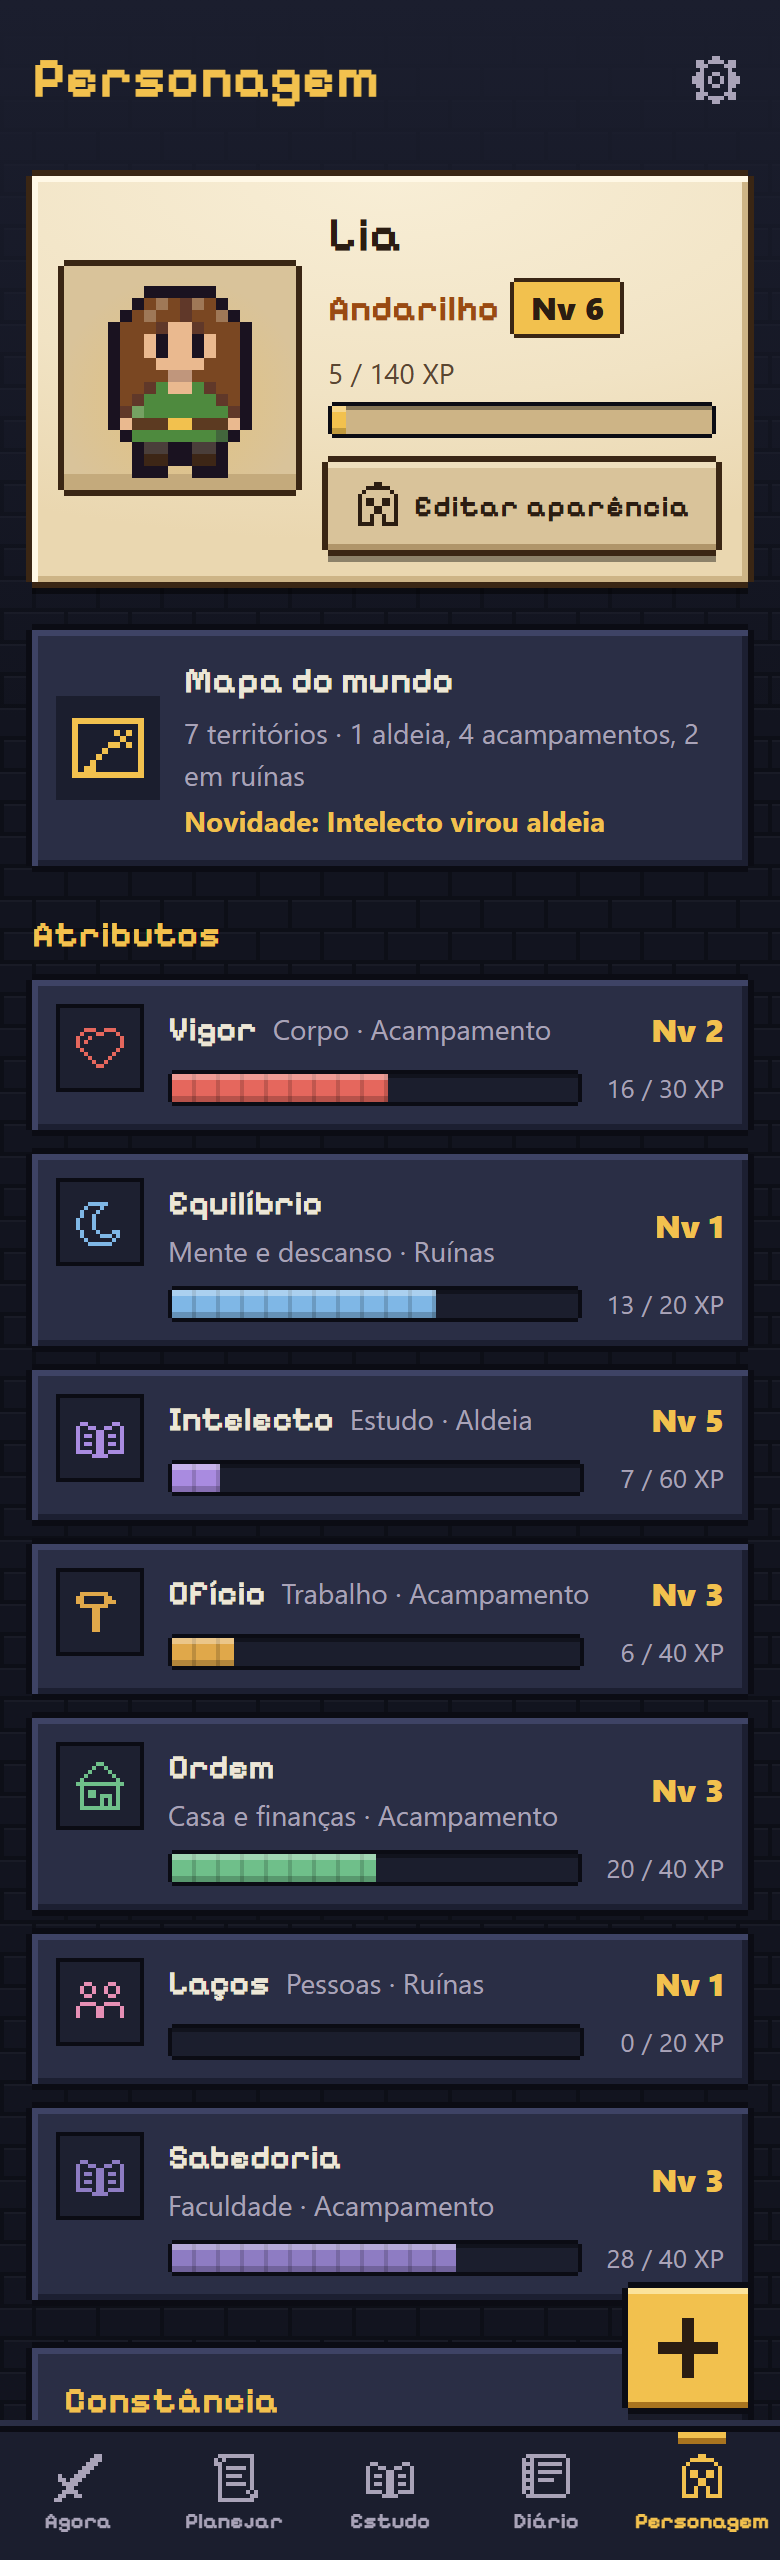 Personagem
Lia
Andarilho Nv 6
5 / 140 XP
Editar aparência
Mapa do mundo
7 territórios · 1 aldeia, 4 acampamentos, 2
em ruínas
Novidade: Intelecto virou aldeia
Atributos
Vigor Corpo · Acampamento Nv 2
16 / 30 XP
Equilíbrio
Mente e descanso · Ruínas Nv 1
13 / 20 XP
Intelecto Estudo · Aldeia Nv 5
7 / 60 XP
Ofício Trabalho · Acampamento Nv 3
6 / 40 XP
Ordem
Casa e finanças · Acampamento Nv 3
20 / 40 XP
Laços Pessoas · Ruínas Nv 1
0 / 20 XP
Sabedoria
Faculdade · Acampamento Nv 3
28 / 40 XP
Constância
Agora Planejar Estudo Diário Personagem